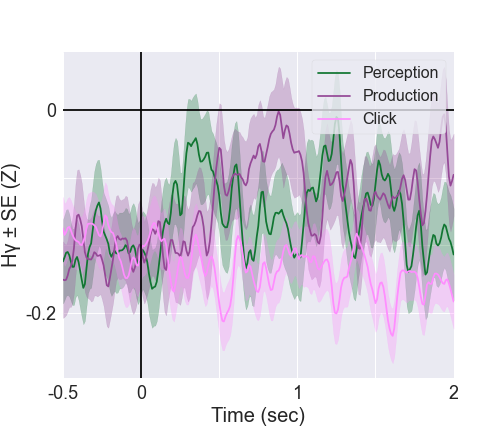 Perception
Production
Click
0
-0.2
Hγ ± SE (Z)
-0.5
0
1
2
Time (sec)